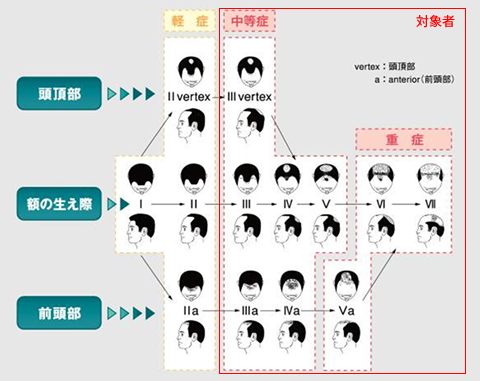 軽 症
中等症
対象者
vertex：頭頂部
a：anterior（前頭部）
頭頂部
Ⅱvertex
Ⅲvertex
重 症
額の生え際
Ⅰ
Ⅱ
Ⅲ
Ⅳ
Ⅴ
Ⅵ
Ⅶ
前頭部
Ⅱa
Ⅲa
Ⅳa
Ⅴa